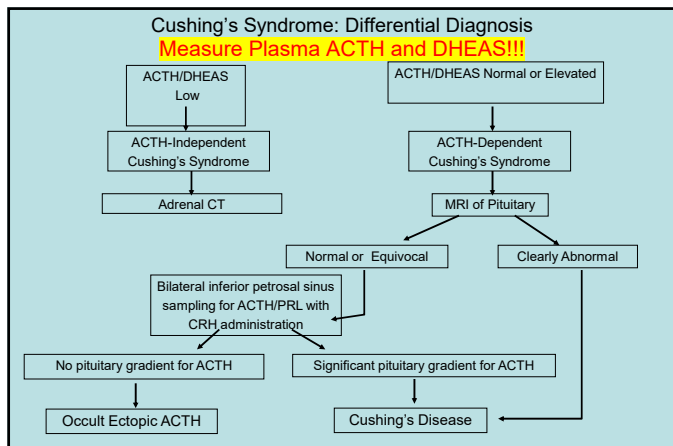 Cushing's Syndrome: Differential Diagnosis
Measure Plasma ACTH and DHEAS!!!
ACTH/DHEAS
Low
ACTH/DHEAS Normal or Elevated
ACTH-Independent
Cushing's Syndrome
ACTH-Dependent
Cushing's Syndrome
Adrenal CT
MRI of Pituitary
Normal or Equivocal
Clearly Abnormal
Bilateral inferior petrosal sinus
sampling for ACTH/PRL with
CRH administration
No pituitary gradient for ACTH
Significant pituitary gradient for ACTH
Occult Ectopic ACTH
Cushing's Disease